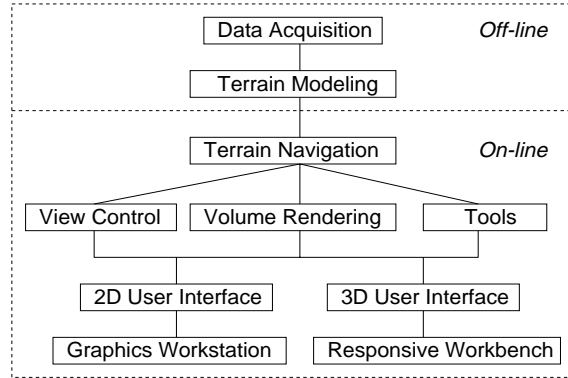 Data Acquisition
Off-line
Terrain Modeling
Terrain Navigation
On-line
View Control
Volume Rendering
Tools
2D User Interface
3D User Interface
Graphics Workstation
Responsive Workbench